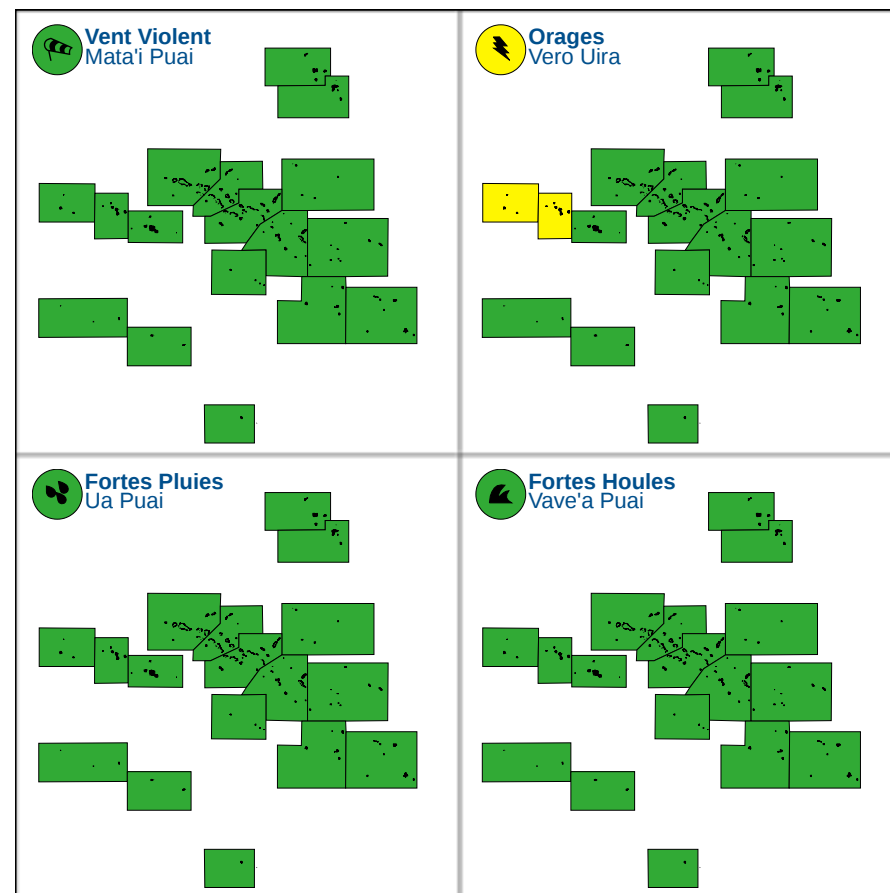 Vent Violent
Mata'i Puai
Orages
Vero Uira
Fortes Pluies
Ua Puai
Fortes Houles
Vave'a Puai